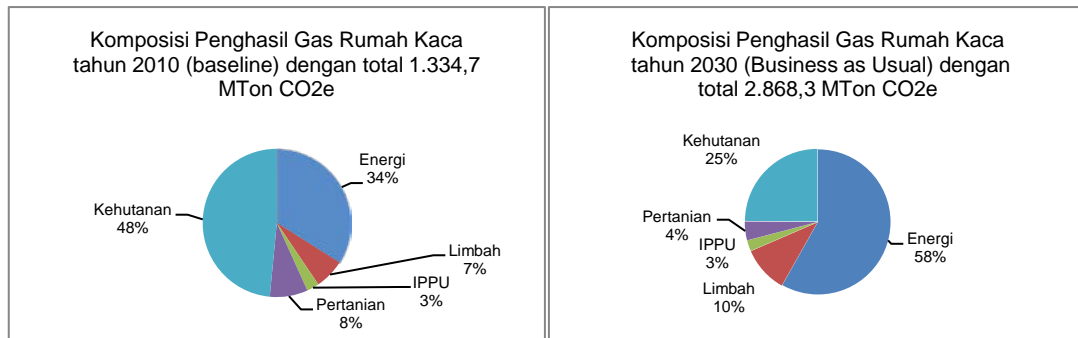 Komposisi Penghasil Gas Rumah Kaca
tahun 2010 (baseline) dengan total 1.334,7
MTon CO2e
Energi
34%
Kehutanan
48%
Limbah
7%
IPPU
3%
Pertanian
8%
Komposisi Penghasil Gas Rumah Kaca
tahun 2030 (Business as Usual) dengan
total 2.868,3 MTon CO2e
Kehutanan
25%
Pertanian
4%
IPPU
3%
Limbah
10%
Energi
58%